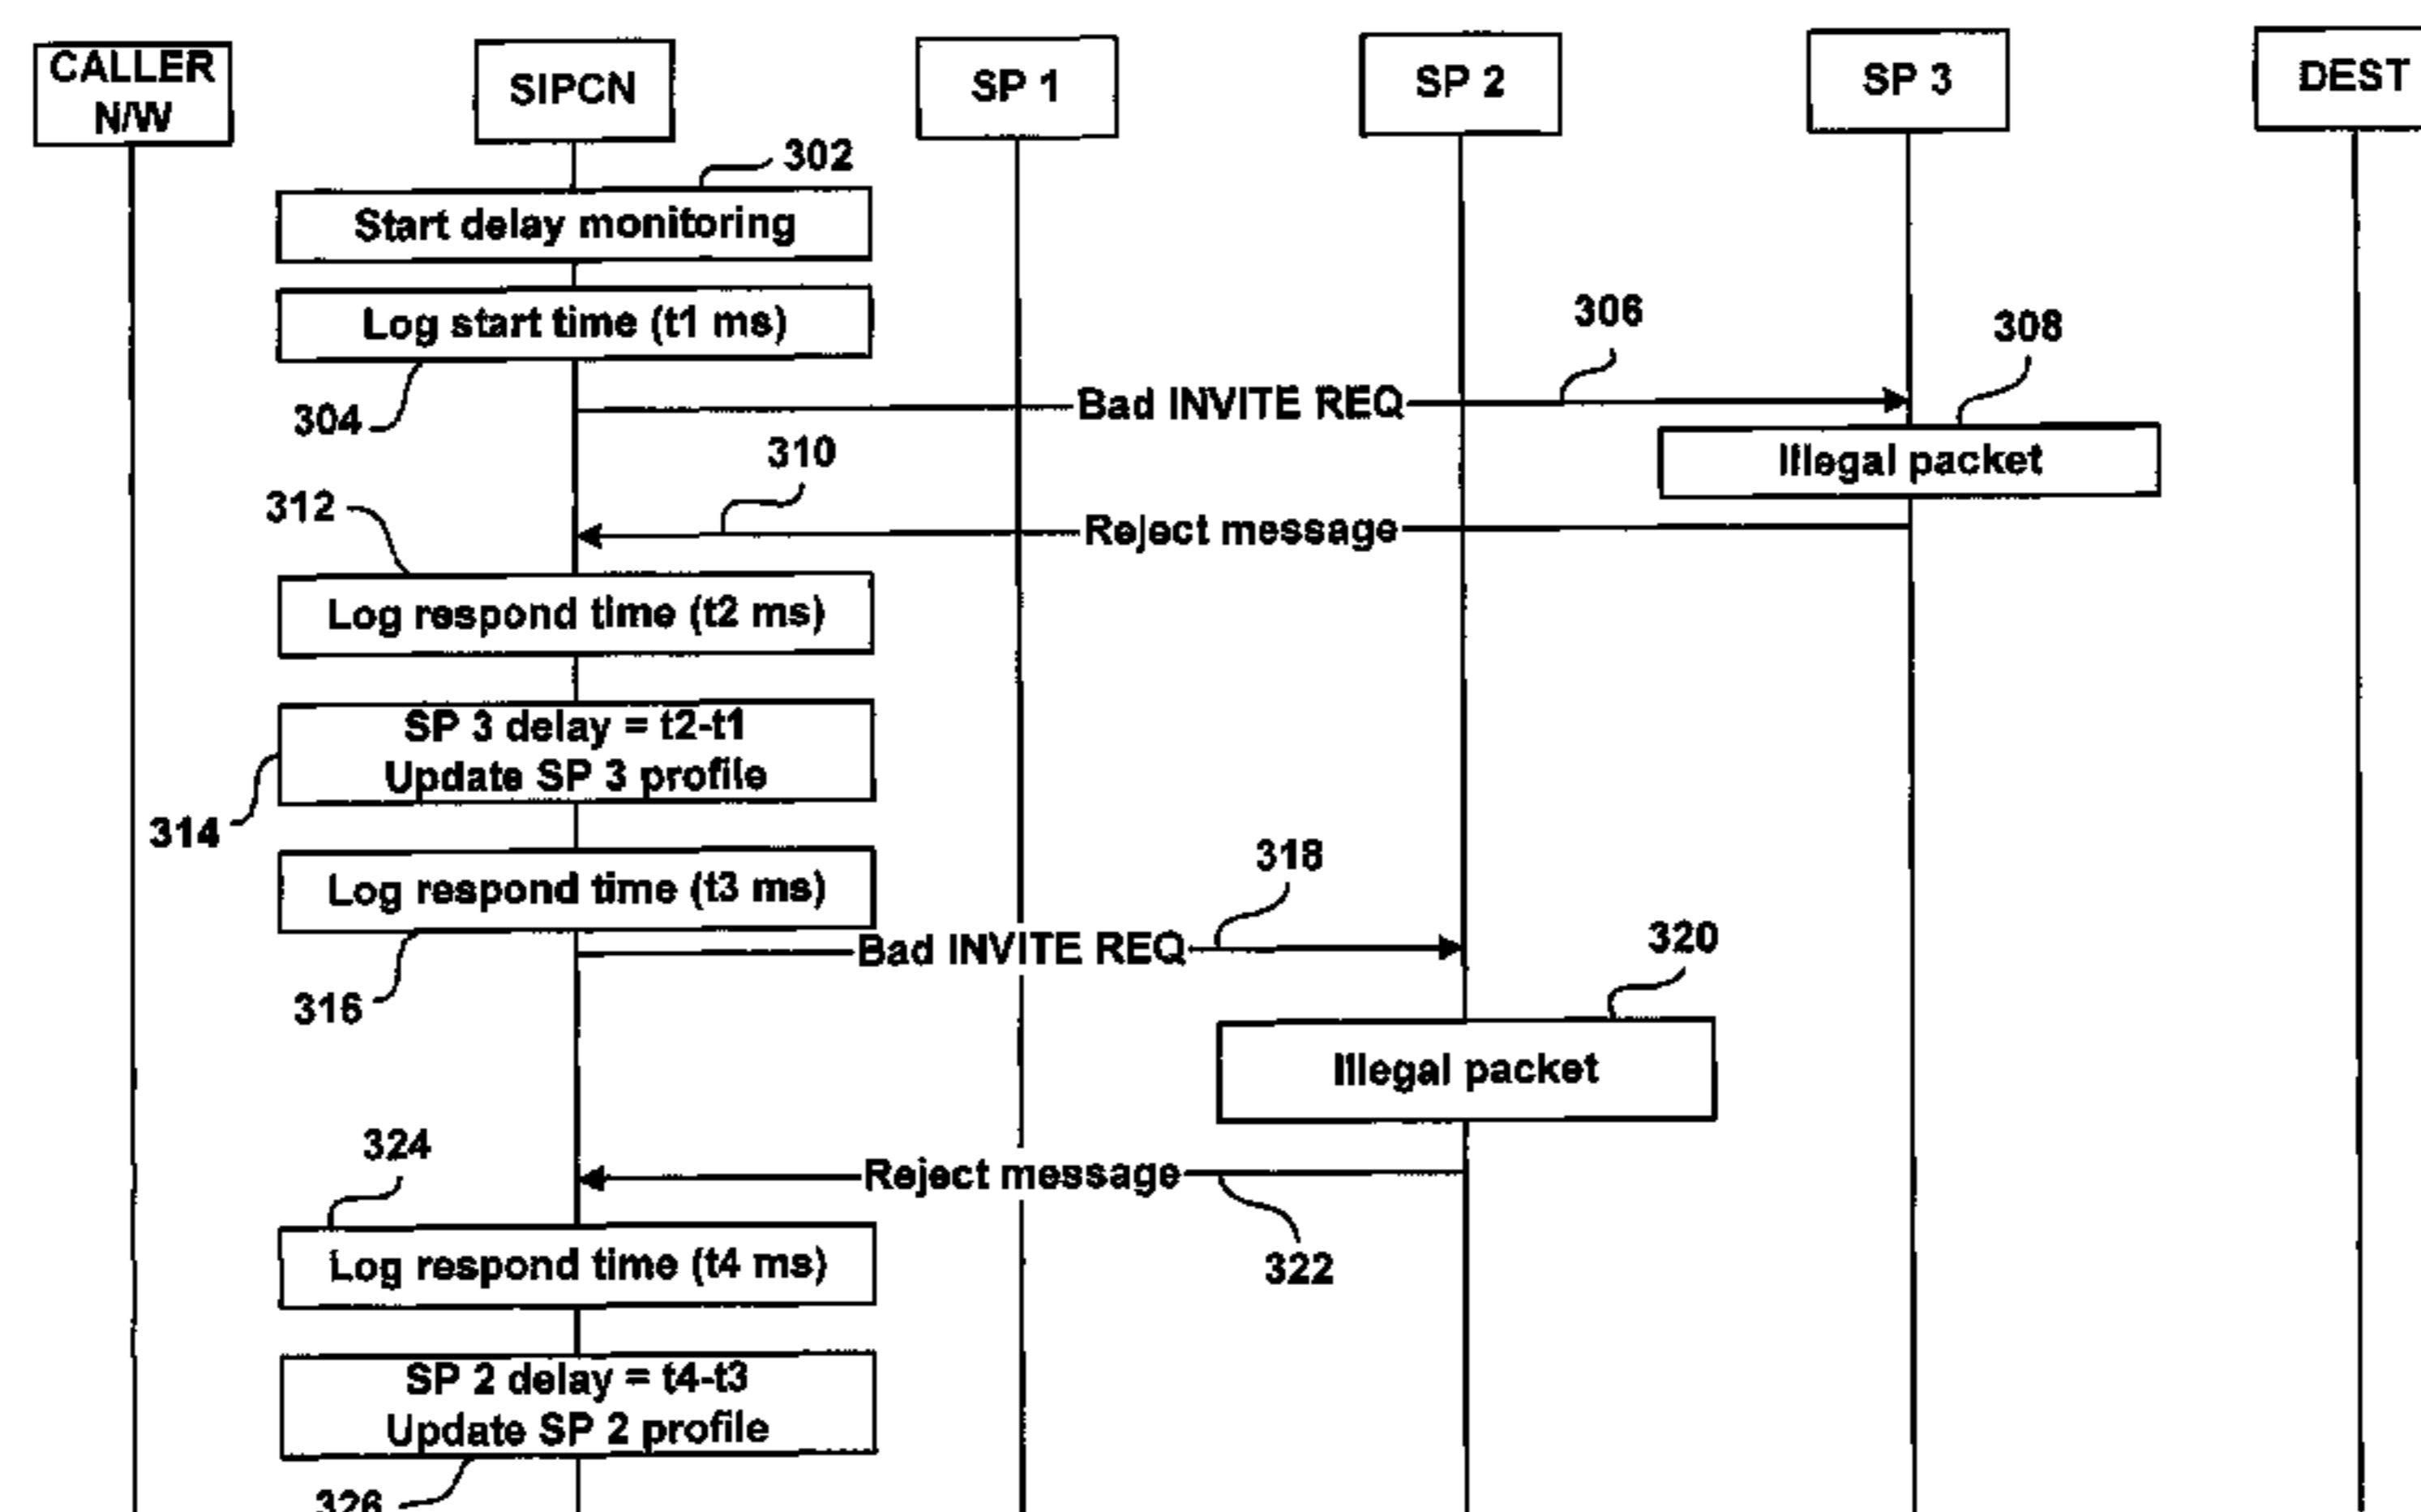 CALLER
N/W
SIPCN
SP 1
SP 2
SP 3
DEST
302
Start delay monitoring
Log start time (t1 ms)
304
306
Bad INVITE REQ
308
Illegal packet
310
Reject message
312
Log respond time (t2 ms)
SP 3 delay = t2-t1
Update SP 3 profile
314
Log respond time (t3 ms)
316
318
Bad INVITE REQ
320
Illegal packet
322
Reject message
324
Log respond time (t4 ms)
SP 2 delay = t4-t3
Update SP 2 profile
326